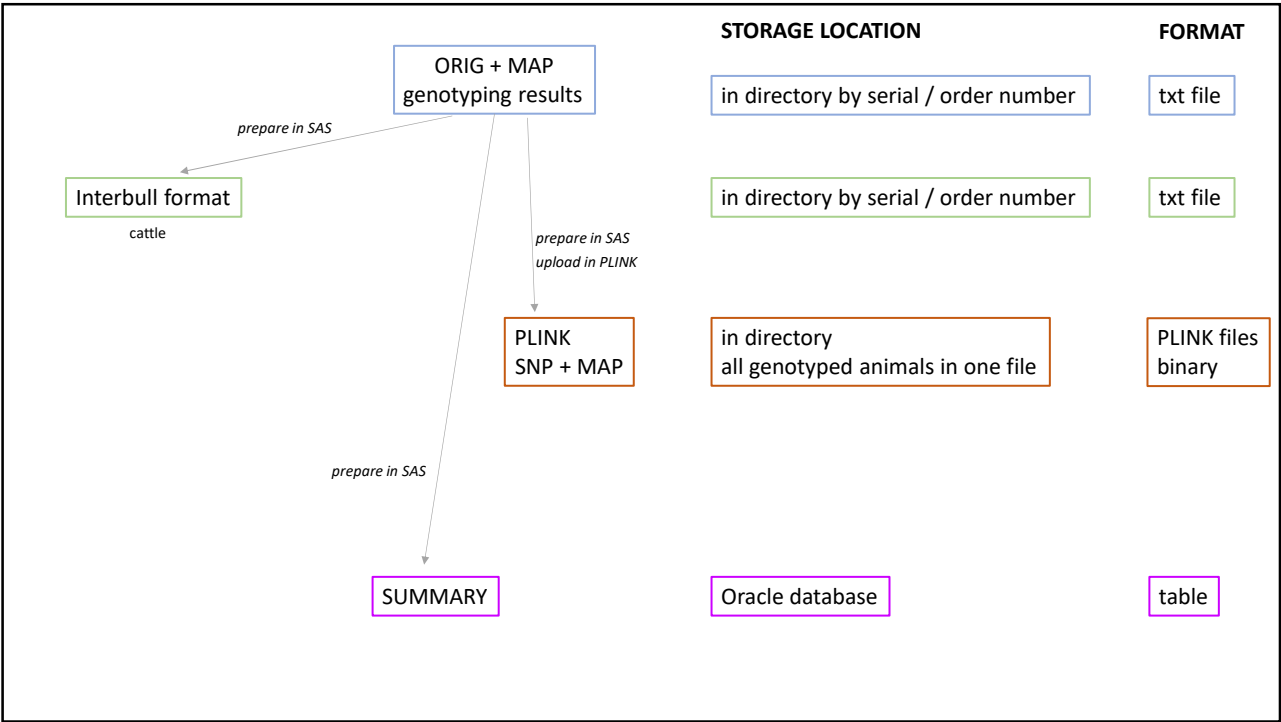 STORAGE LOCATION
FORMAT
ORIG + MAP
genotyping results
in directory by serial / order number
txt file
prepare in SAS
Interbull format
in directory by serial / order number
txt file
cattle
prepare in SAS
upload in PLINK
PLINK
SNP + MAP
in directory
all genotyped animals in one file
PLINK files
binary
prepare in SAS
SUMMARY
Oracle database
table